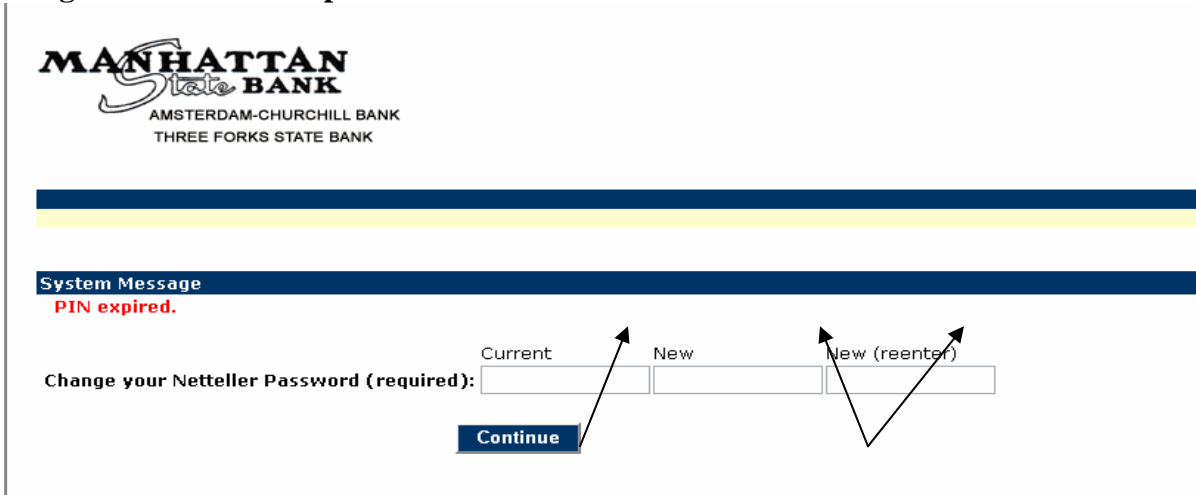 MANHATTAN
State BANK
AMSTERDAM-CHURCHILL BANK
THREE FORKS STATE BANK
System Message
PIN expired.
Current New New (reenter)
Change your Netteller Password (required):
Continue